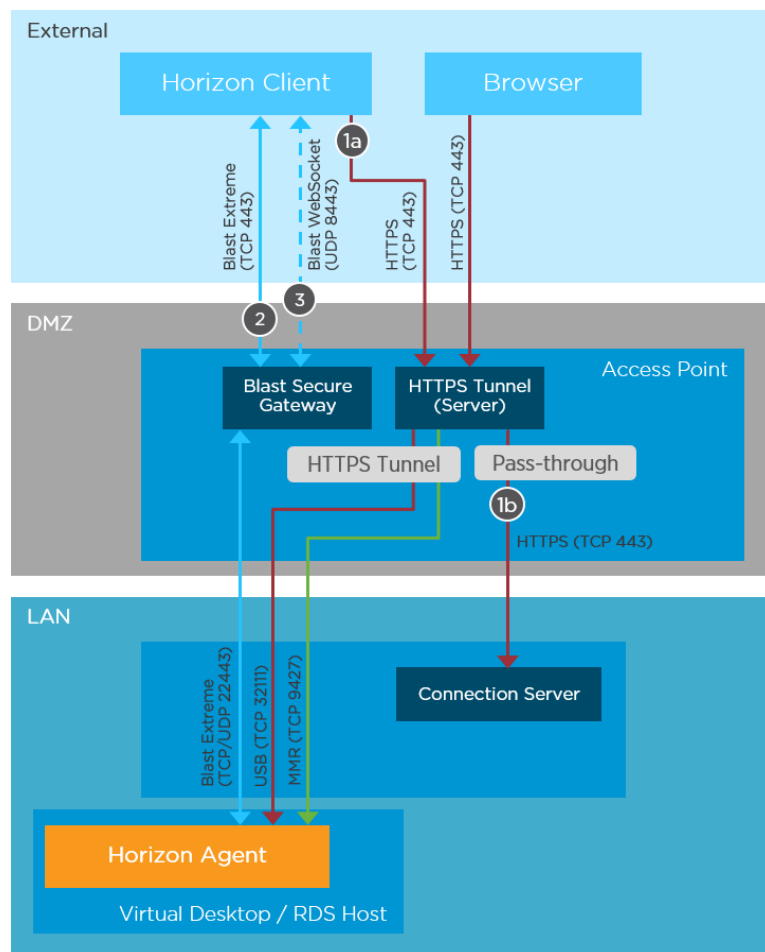 External
Horizon Client
Browser
1a
Blast Extreme
(TCP 443)
Blast WebSocket
(UDP 8443)
HTTPS
(TCP 443)
HTTPS (TCP 443)
2
3
DMZ
Access Point
Blast Secure
Gateway
HTTPS Tunnel
(Server)
HTTPS Tunnel
Pass-through
1b
HTTPS (TCP 443)
LAN
Connection Server
Blast Extreme
(TCP/UDP 22443)
USB (TCP 32111)
MMR (TCP 9427)
Horizon Agent
Virtual Desktop / RDS Host